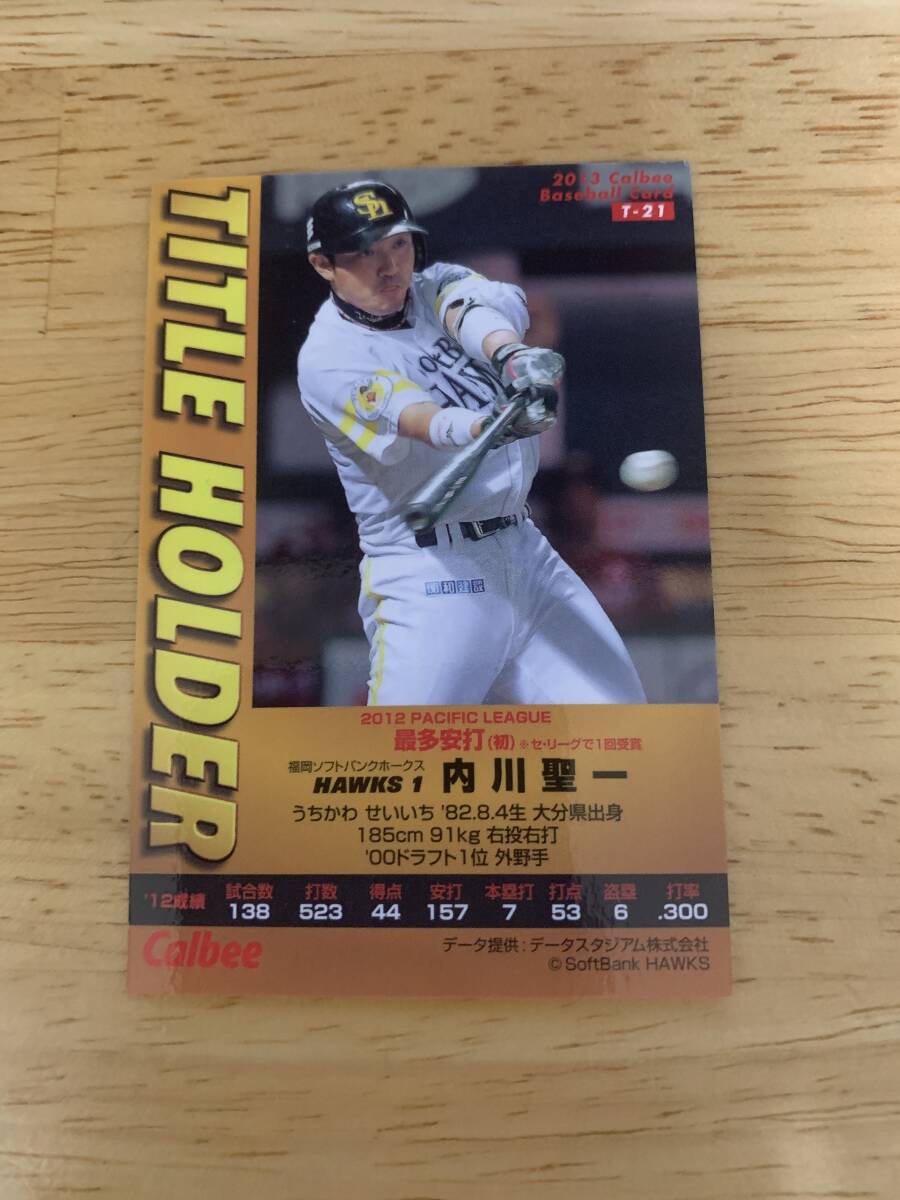 2013 Calbee
Baseball Card
T-21
TITLE HOLDER
2012 PACIFIC LEAGUE
最多安打(初) ※セ・リーグで1回受賞
福岡ソフトバンクホークス
HAWKS 1 内川聖一
うちかわ せいいち '82.8.4生 大分県出身
185cm 91kg 右投右打
'00ドラフト1位 外野手
'12成績 試合数 打数 得点 安打 本塁打 打点 盗塁 打率
138 523 44 157 7 53 6 .300
Calbee
データ提供:データスタジアム株式会社
© SoftBank HAWKS